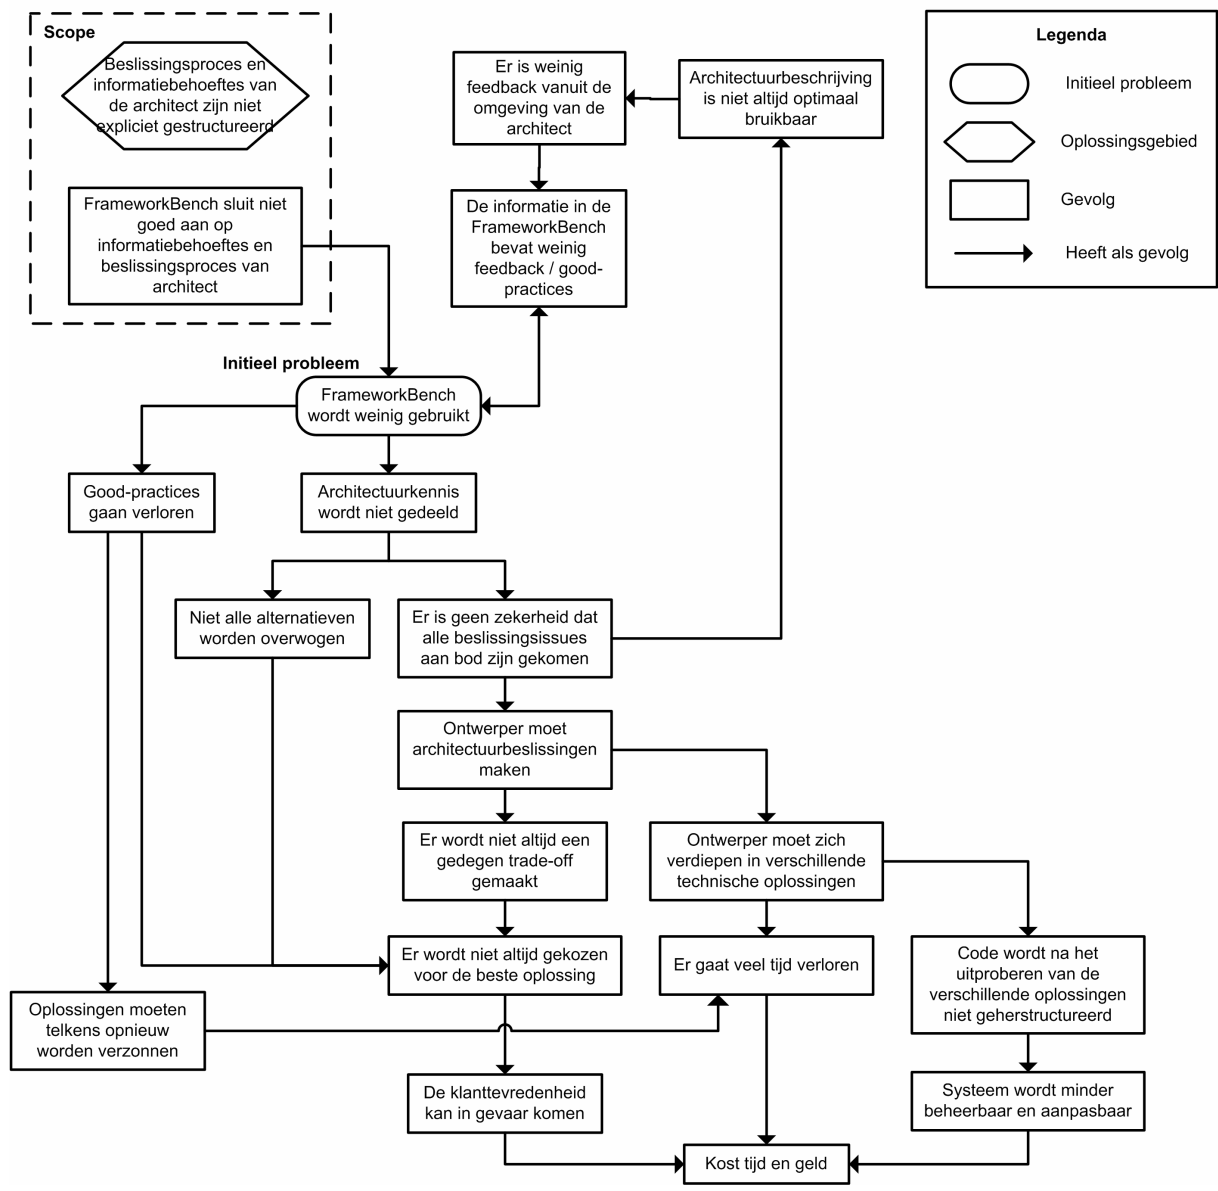 Scope
Beslissingsproces en
informatiebehoeftes van
de architect zijn niet
expliciet gestructureerd
FrameworkBench sluit niet
goed aan op
informatiebehoeftes en
beslissingsproces van
architect
Er is weinig
feedback vanuit de
omgeving van de
architect
Architectuurbeschrijving
is niet altijd optimaal
bruikbaar
De informatie in de
FrameworkBench
bevat weinig
feedback / good-
practices
Legenda
Initieel probleem
Oplossingsgebied
Gevolg
Heeft als gevolg
Initieel probleem
FrameworkBench
wordt weinig gebruikt
Good-practices
gaan verloren
Architectuurkennis
wordt niet gedeeld
Niet alle alternatieven
worden overwogen
Er is geen zekerheid dat
alle beslissingsissues
aan bod zijn gekomen
Ontwerper moet
architectuurbeslissingen
maken
Er wordt niet altijd een
gedegen trade-off
gemaakt
Ontwerper moet zich
verdiepen in verschillende
technische oplossingen
Er wordt niet altijd gekozen
voor de beste oplossing
Er gaat veel tijd verloren
Code wordt na het
uitproberen van de
verschillende oplossingen
niet geherstructureerd
Oplossingen moeten
telkens opnieuw
worden verzonnen
De klanttevredenheid
kan in gevaar komen
Systeem wordt minder
beheerbaar en aanpasbaar
Kost tijd en geld